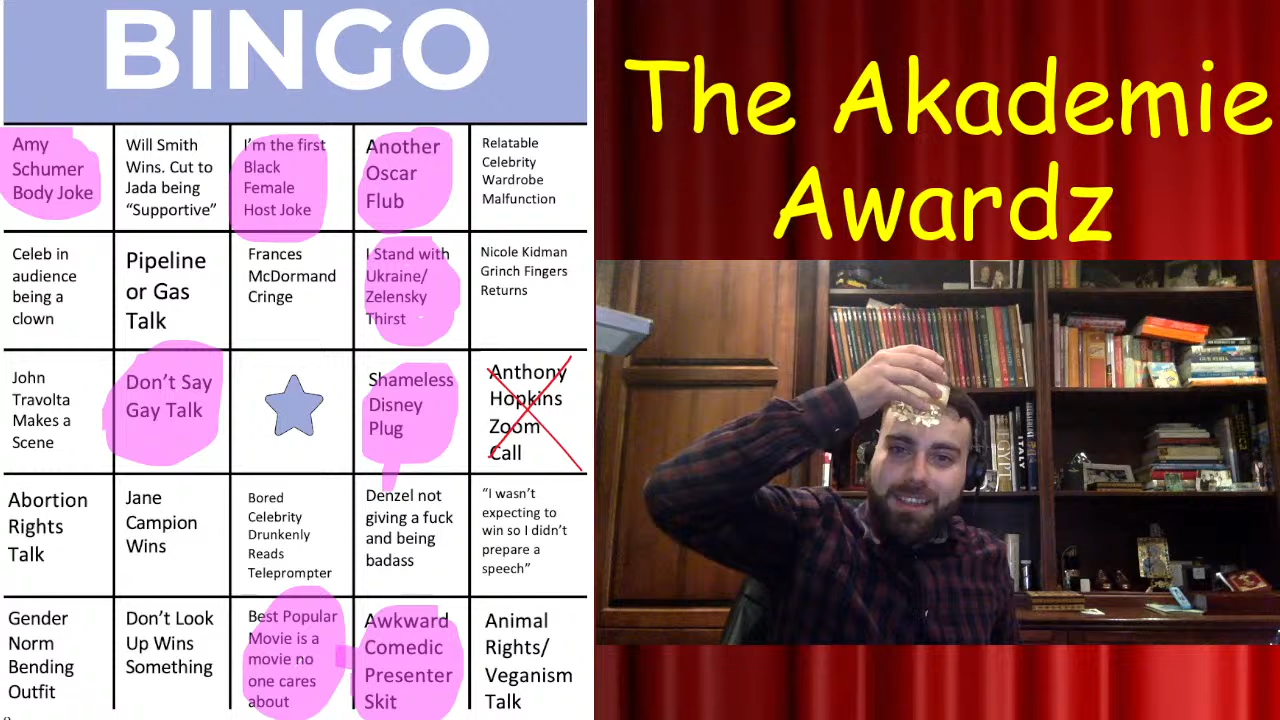 BINGO
Amy
Schumer
Body Joke
Will Smith
Wins. Cut to
Jada being
“Supportive”
I’m the first
Black
Female
Host Joke
Another
Oscar
Flub
Relatable
Celebrity
Wardrobe
Malfunction
Celeb in
audience
being a
clown
Pipeline
or Gas
Talk
Frances
McDormand
Cringe
I Stand with
Ukraine/
Zelensky
Thirst
Nicole Kidman
Grinch Fingers
Returns
John
Travolta
Makes a
Scene
Don’t Say
Gay Talk
Shameless
Disney
Plug
Anthony
Hopkins
Zoom
Call
Abortion
Rights
Talk
Jane
Campion
Wins
Bored
Celebrity
Drunkenly
Reads
Teleprompter
Denzel not
giving a fuck
and being
badass
“I wasn’t
expecting to
win so I didn’t
prepare a
speech”
Gender
Norm
Bending
Outfit
Don’t Look
Up Wins
Something
Best Popular
Movie is a
movie no
one cares
about
Awkward
Comedic
Presenter
Skit
Animal
Rights/
Veganism
Talk
The Akademie
Awardz
EGYPT
ITALY